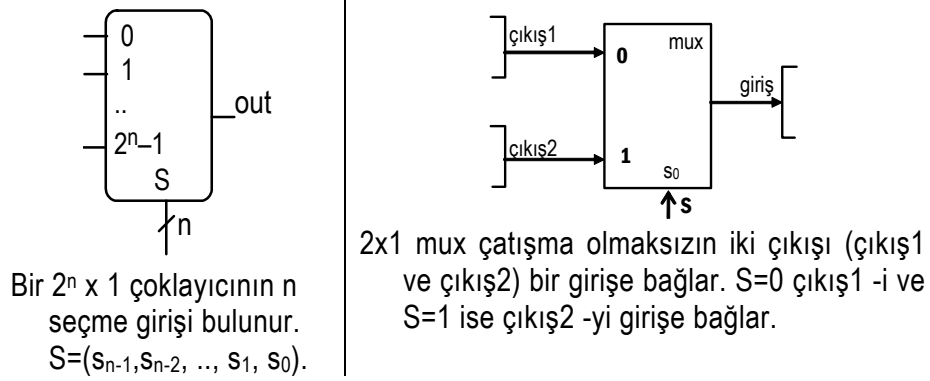 0
1
..
2ⁿ–1
S
out
n
Bir 2ⁿ x 1 çoklayıcının n
seçme girişi bulunur.
S=(sₙ₋₁,sₙ₋₂, .., s₁, s₀).
çıkış1
0
mux
giriş
çıkış2
1
s₀
s
2x1 mux çatışma olmaksızın iki çıkışı (çıkış1
ve çıkış2) bir girişe bağlar. S=0 çıkış1 -i ve
S=1 ise çıkış2 -yi girişe bağlar.